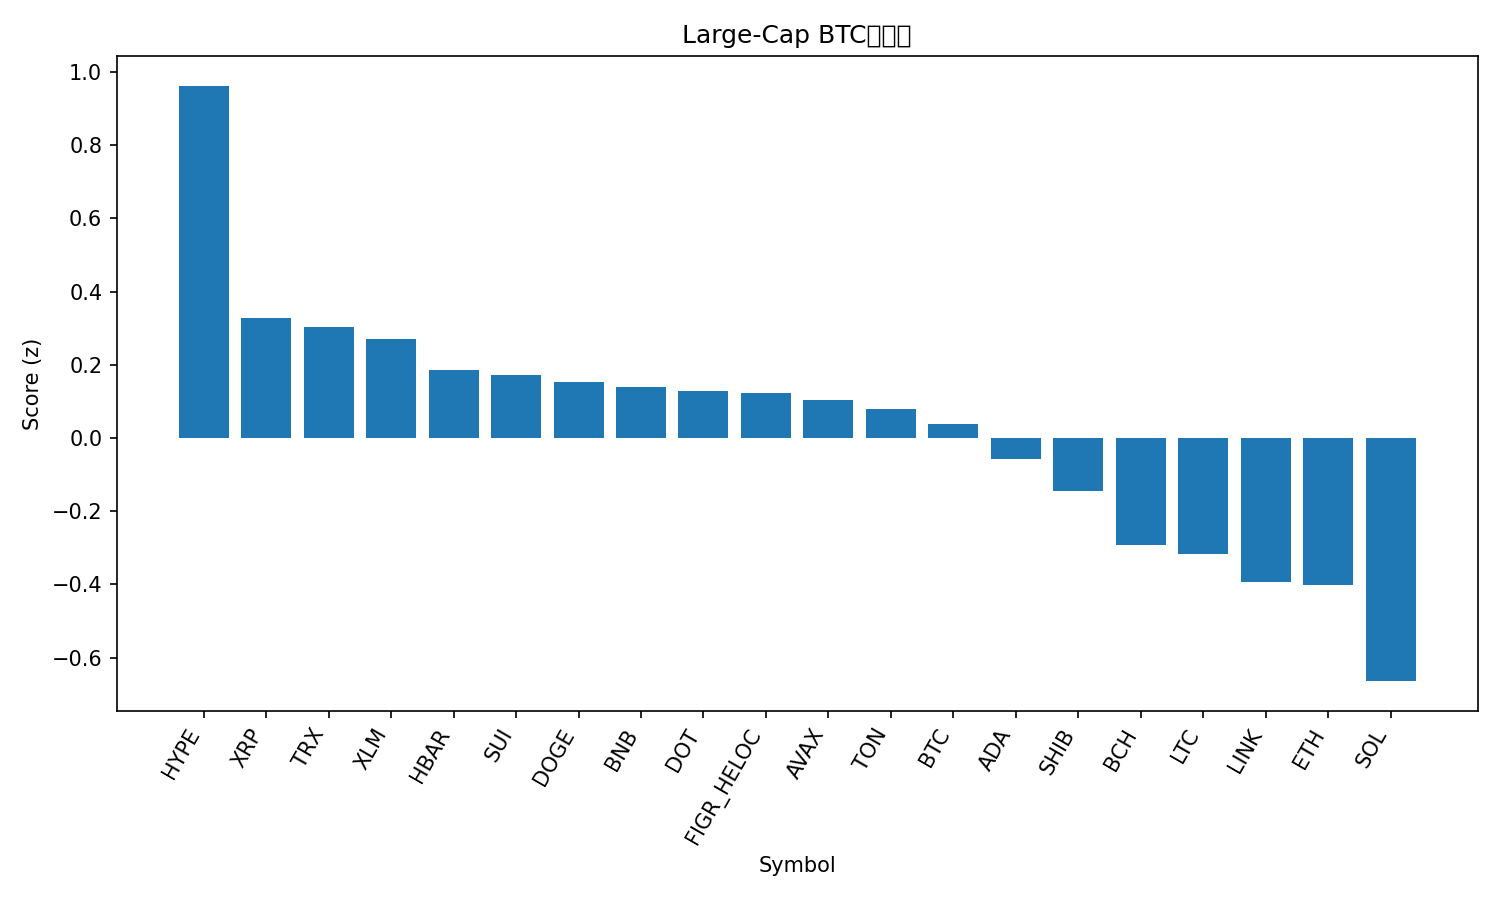 Large-Cap BTC
1.0
0.8
0.6
0.4
0.2
0.0
−0.2
−0.4
−0.6
Score (z)
HYPE
XRP
TRX
XLM
HBAR
SUI
DOGE
BNB
DOT
FIGR_HELOC
AVAX
TON
BTC
ADA
SHIB
BCH
LTC
LINK
ETH
SOL
Symbol